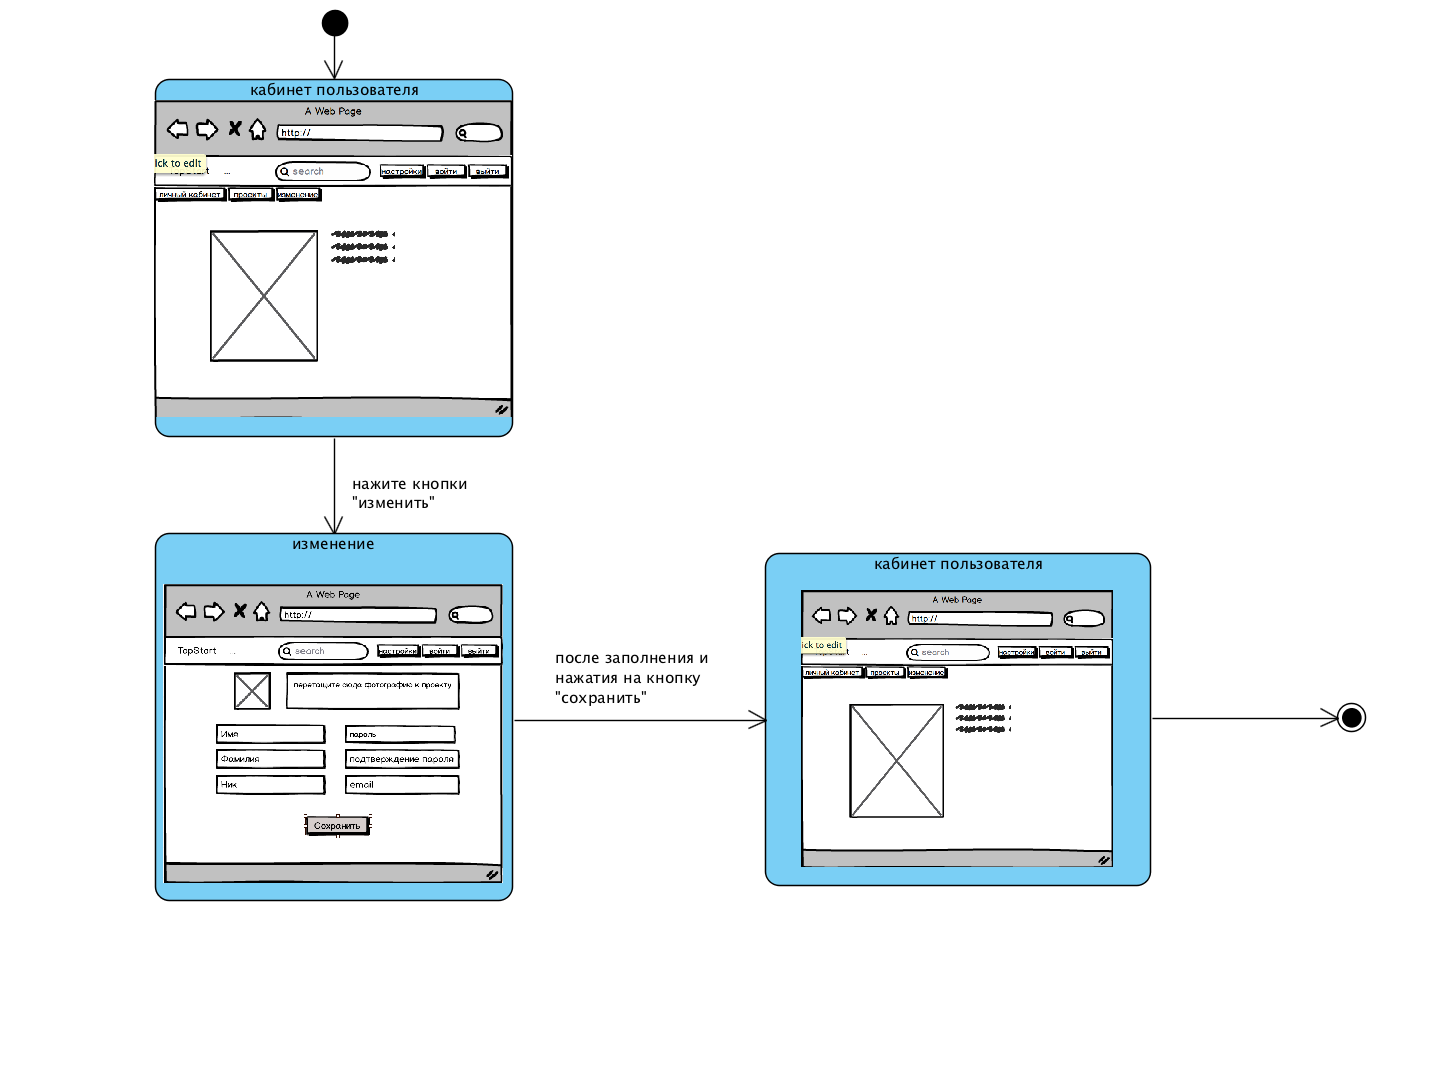 кабинет пользователя
A Web Page
http://
ick to edit
search
настройки войти выйти
личный кабинет проекты изменение
нажите кнопки
"изменить"
изменение
A Web Page
http://
TopStart ...
search
настройки войти выйти
перетащите сюда фотографию к проекту
Имя
пароль
Фамилия
подтверждение пароля
Ник
email
Сохранить
после заполнения и
нажатия на кнопку
"сохранить"
кабинет пользователя
A Web Page
http://
ick to edit
search
настройки войти выйти
личный кабинет проекты изменение